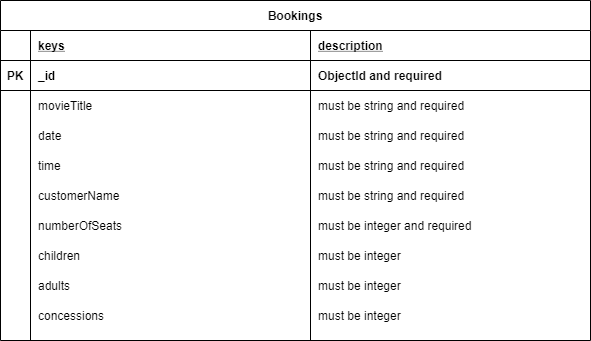 Bookings
keys description
PK _id ObjectId and required
movieTitle must be string and required
date must be string and required
time must be string and required
customerName must be string and required
numberOfSeats must be integer and required
children must be integer
adults must be integer
concessions must be integer